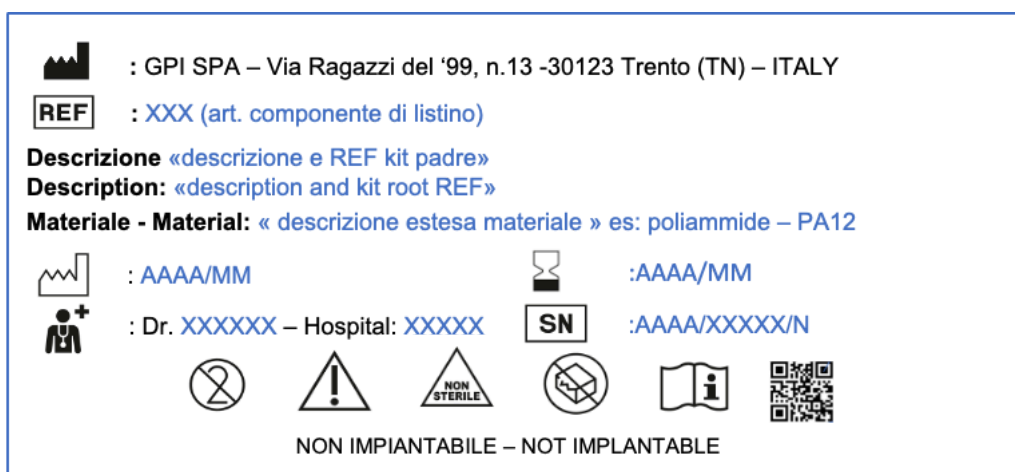 : GPI SPA – Via Ragazzi del ‘99, n.13 -30123 Trento (TN) – ITALY
REF : XXX (art. componente di listino)
Descrizione «descrizione e REF kit padre»
Description: «description and kit root REF»
Materiale - Material: « descrizione estesa materiale » es: poliammide – PA12
: AAAA/MM :AAAA/MM
: Dr. XXXXXX – Hospital: XXXXX SN :AAAA/XXXXX/N
2 NON STERILE
NON IMPIANTABILE – NOT IMPLANTABLE